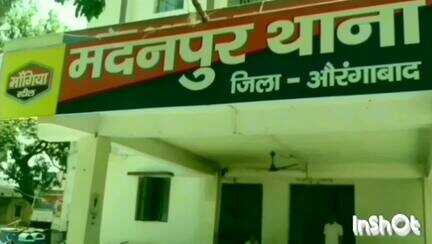 मदनपुर थाना
मोंगिया
स्टील
जिला - औरंगाबाद
InShOt